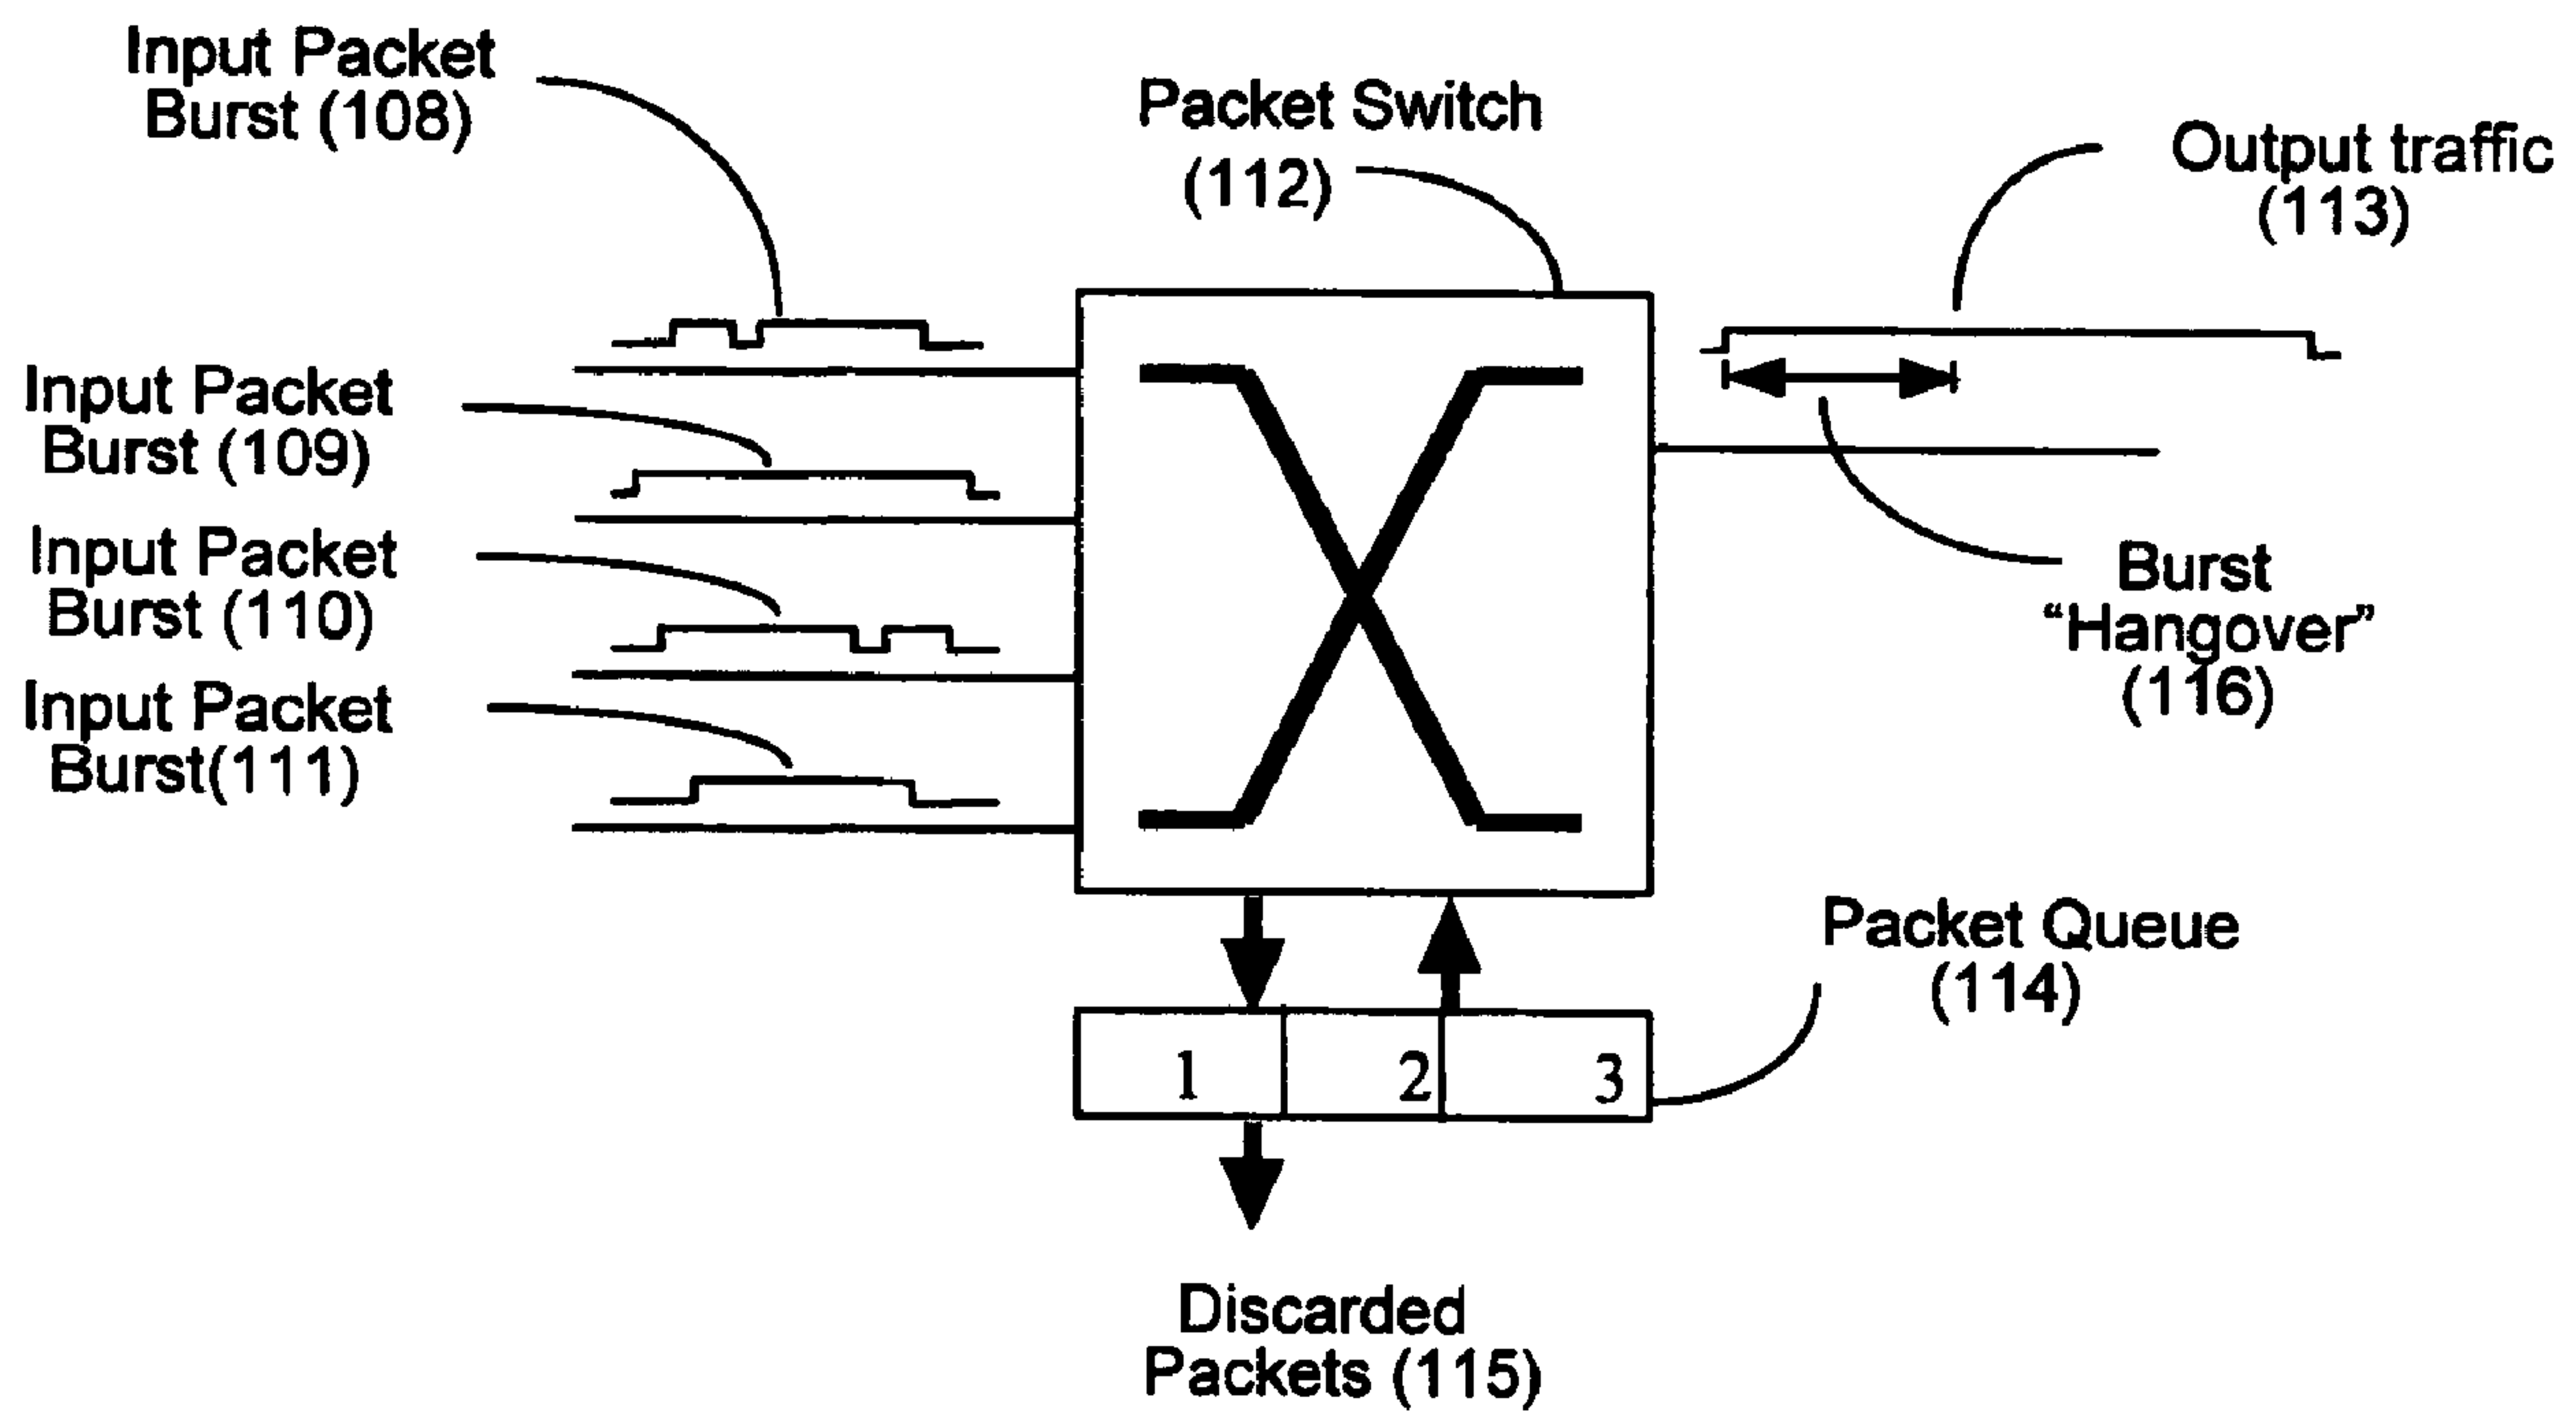 Input Packet
Burst (108)
Packet Switch
(112)
Output traffic
(113)
Input Packet
Burst (109)
Input Packet
Burst (110)
Input Packet
Burst(111)
Burst
“Hangover”
(116)
Packet Queue
(114)
1 2 3
Discarded
Packets (115)